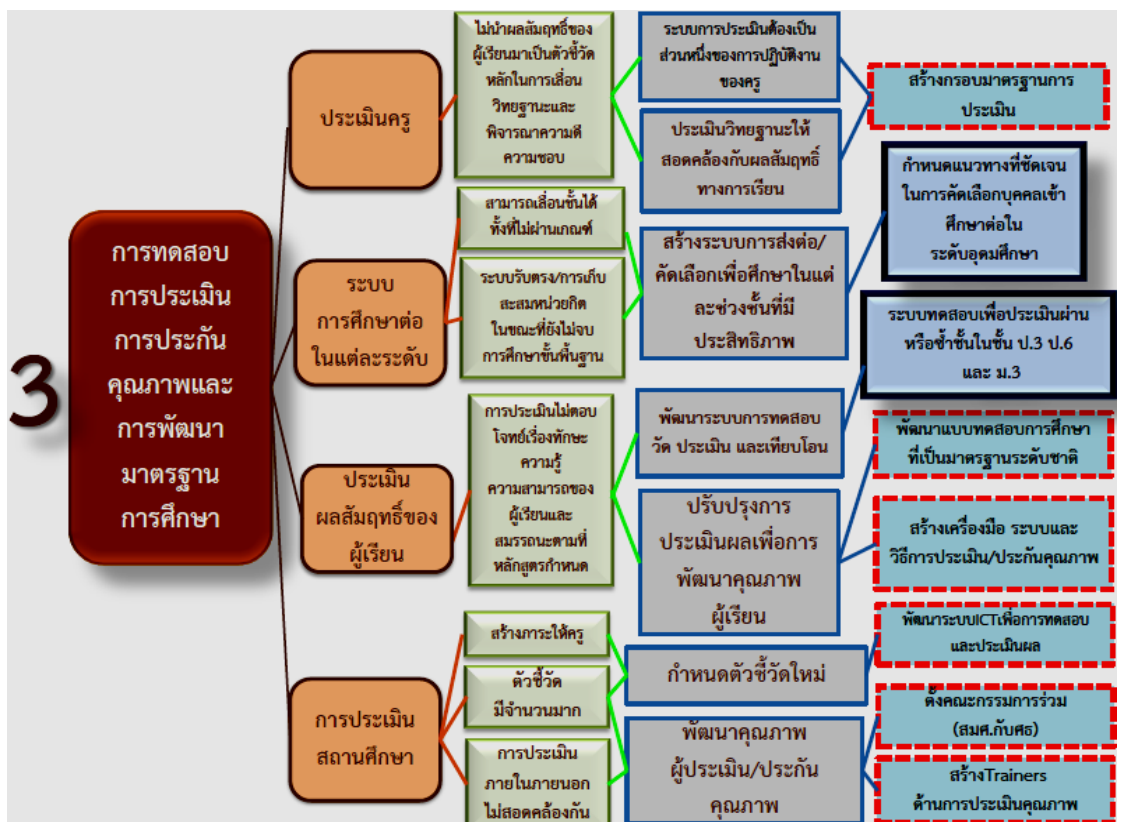 3
การทดสอบ
การประเมิน
การประกัน
คุณภาพและ
การพัฒนา
มาตรฐาน
การศึกษา
ประเมินครู
ไม่นำผลสัมฤทธิ์ของ
ผู้เรียนมาเป็นตัวชี้วัด
หลักในการเลื่อน
วิทยฐานะและ
พิจารณาความดี
ความชอบ
ระบบการประเมินต้องเป็น
ส่วนหนึ่งของการปฏิบัติงาน
ของครู
ประเมินวิทยฐานะให้
สอดคล้องกับผลสัมฤทธิ์
ทางการเรียน
สร้างกรอบมาตรฐานการ
ประเมิน
ระบบ
การศึกษาต่อ
ในแต่ละระดับ
สามารถเลื่อนชั้นได้
ทั้งที่ไม่ผ่านเกณฑ์
ระบบรับตรง/การเก็บ
สะสมหน่วยกิต
ในขณะที่ยังไม่จบ
การศึกษาขั้นพื้นฐาน
สร้างระบบการส่งต่อ/
คัดเลือกเพื่อศึกษาในแต่
ละช่วงชั้นที่มี
ประสิทธิภาพ
กำหนดแนวทางที่ชัดเจน
ในการคัดเลือกบุคคลเข้า
ศึกษาต่อใน
ระดับอุดมศึกษา
ประเมิน
ผลสัมฤทธิ์ของ
ผู้เรียน
การประเมินไม่ตอบ
โจทย์เรื่องทักษะ
ความรู้
ความสามารถของ
ผู้เรียนและ
สมรรถนะตามที่
หลักสูตรกำหนด
พัฒนาระบบการทดสอบ
วัด ประเมิน และเทียบโอน
ปรับปรุงการ
ประเมินผลเพื่อการ
พัฒนาคุณภาพ
ผู้เรียน
ระบบทดสอบเพื่อประเมินผ่าน
หรือซ้ำชั้นในชั้น ป.3 ป.6
และ ม.3
พัฒนาแบบทดสอบการศึกษา
ที่เป็นมาตรฐานระดับชาติ
สร้างเครื่องมือ ระบบและ
วิธีการประเมิน/ประกันคุณภาพ
การประเมิน
สถานศึกษา
สร้างภาระให้ครู
ตัวชี้วัด
มีจำนวนมาก
การประเมิน
ภายในภายนอก
ไม่สอดคล้องกัน
กำหนดตัวชี้วัดใหม่
พัฒนาคุณภาพ
ผู้ประเมิน/ประกัน
คุณภาพ
พัฒนาระบบICTเพื่อการทดสอบ
และประเมินผล
ตั้งคณะกรรมการร่วม
(สมศ.กับศธ)
สร้างTrainers
ด้านการประเมินคุณภาพ